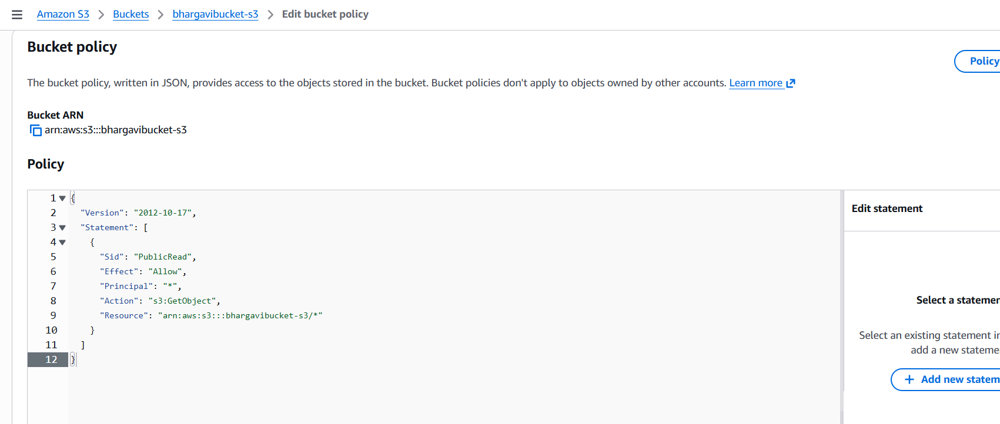 Amazon S3 > Buckets > bhargavibucket-s3 > Edit bucket policy
Bucket policy
Policy
The bucket policy, written in JSON, provides access to the objects stored in the bucket. Bucket policies don't apply to objects owned by other accounts. Learn more
Bucket ARN
arn:aws:s3:::bhargavibucket-s3
Policy
1 {
2 "Version": "2012-10-17",
3 "Statement": [
4 {
5 "Sid": "PublicRead",
6 "Effect": "Allow",
7 "Principal": "*",
8 "Action": "s3:GetObject",
9 "Resource": "arn:aws:s3:::bhargavibucket-s3/*"
10 }
11 ]
12 }
Edit statement
Select a statemen
Select an existing statement in
add a new stateme
+ Add new statem